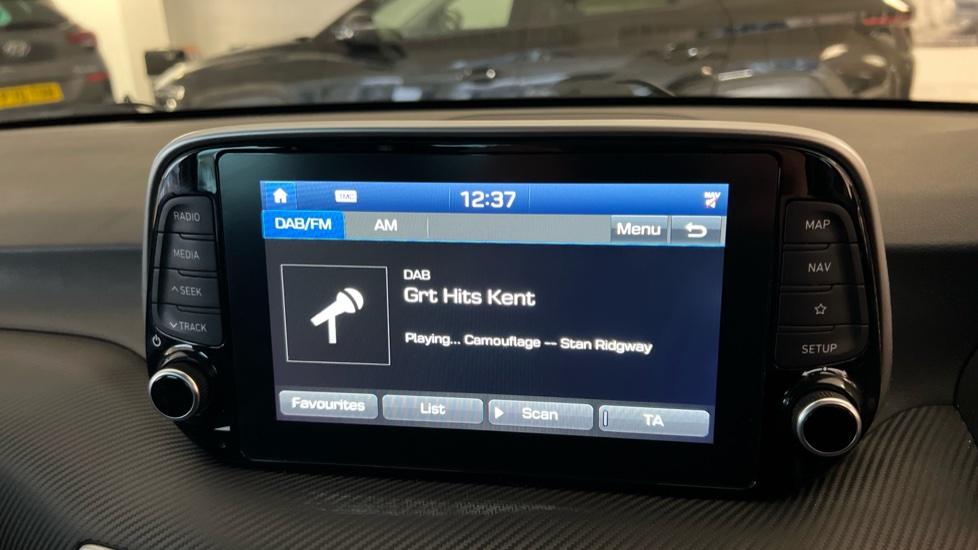 12:37
NAV
DAB/FM
AM
Menu
DAB
Grt Hits Kent
Playing... Camouflage -- Stan Ridgway
Favourites
List
Scan
TA
RADIO
MEDIA
SEEK
TRACK
MAP
NAV
SETUP